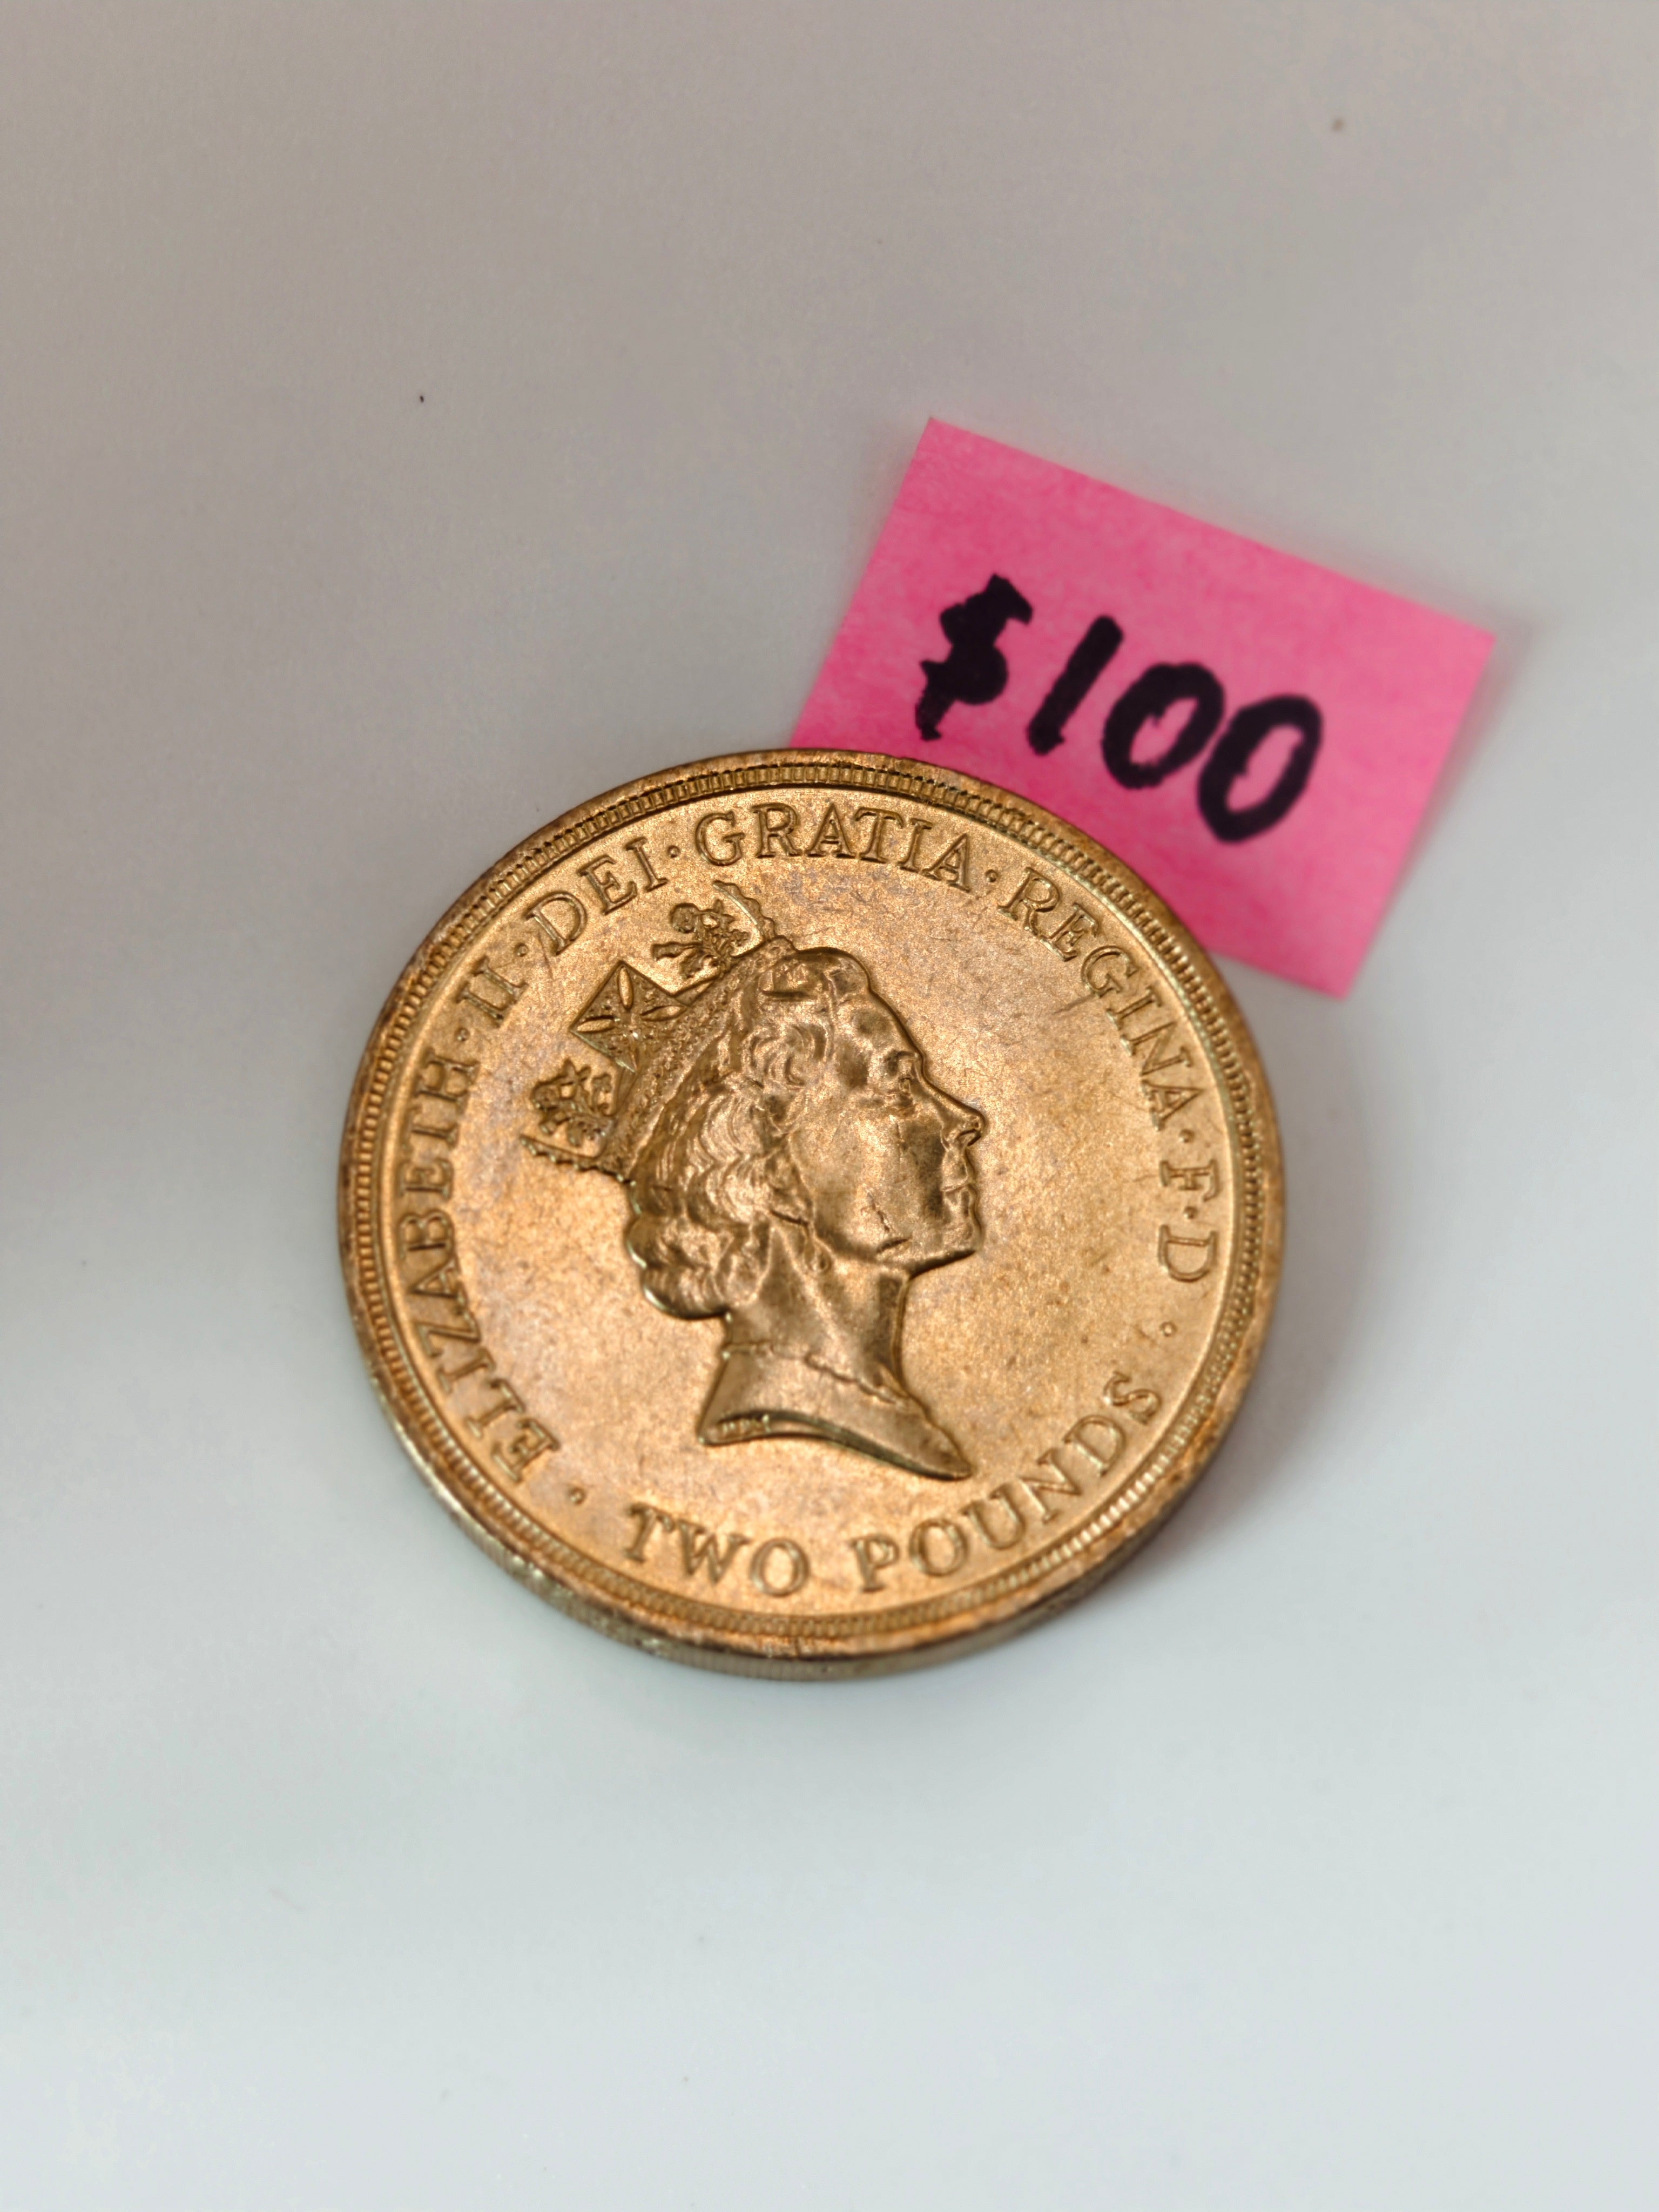 $100
ELIZABETH·II·DEI·GRATIA·REGINA·F·D·
TWO POUNDS